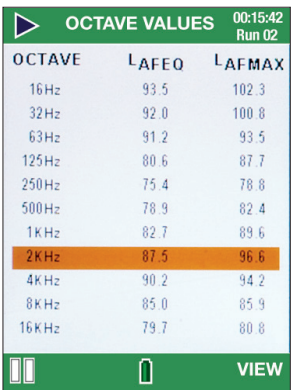 OCTAVE VALUES 00:15:42
Run 02
OCTAVE LAFEQ LAFMAX
16Hz 93.5 102.3
32Hz 92.0 100.8
63Hz 91.2 93.5
125Hz 80.6 87.7
250Hz 75.4 78.8
500Hz 78.9 82.4
1KHz 82.7 89.6
2KHz 87.5 96.6
4KHz 90.2 94.2
8KHz 85.0 85.9
16KHz 79.7 80.8
VIEW